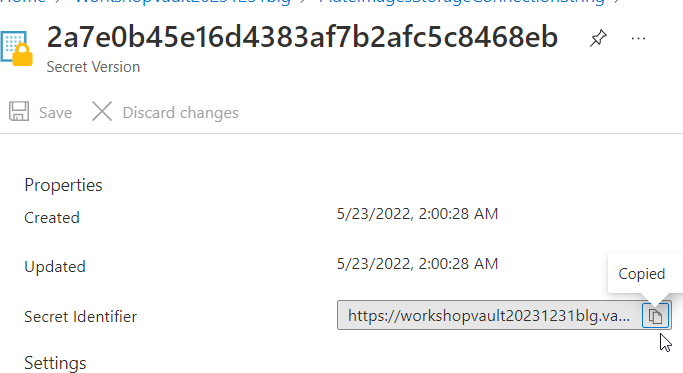 Home > Workshopvault20231231blg > PlateImagesStorageConnectionString >
2a7e0b45e16d4383af7b2afc5c8468eb
Secret Version
Save Discard changes
Properties
Created 5/23/2022, 2:00:28 AM
Updated 5/23/2022, 2:00:28 AM
Copied
Secret Identifier https://workshopvault20231231blg.va...
Settings